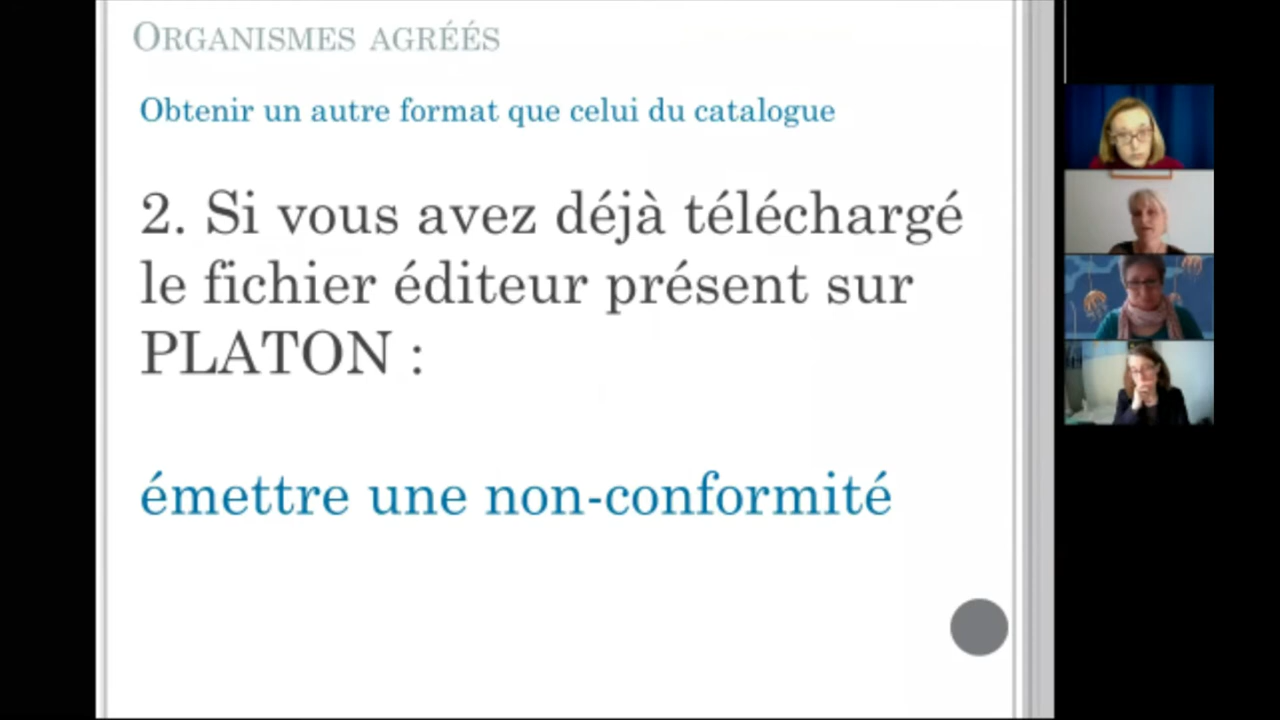 ORGANISMES AGRÉÉS
Obtenir un autre format que celui du catalogue
2. Si vous avez déjà téléchargé
le fichier éditeur présent sur
PLATON :
émettre une non-conformité